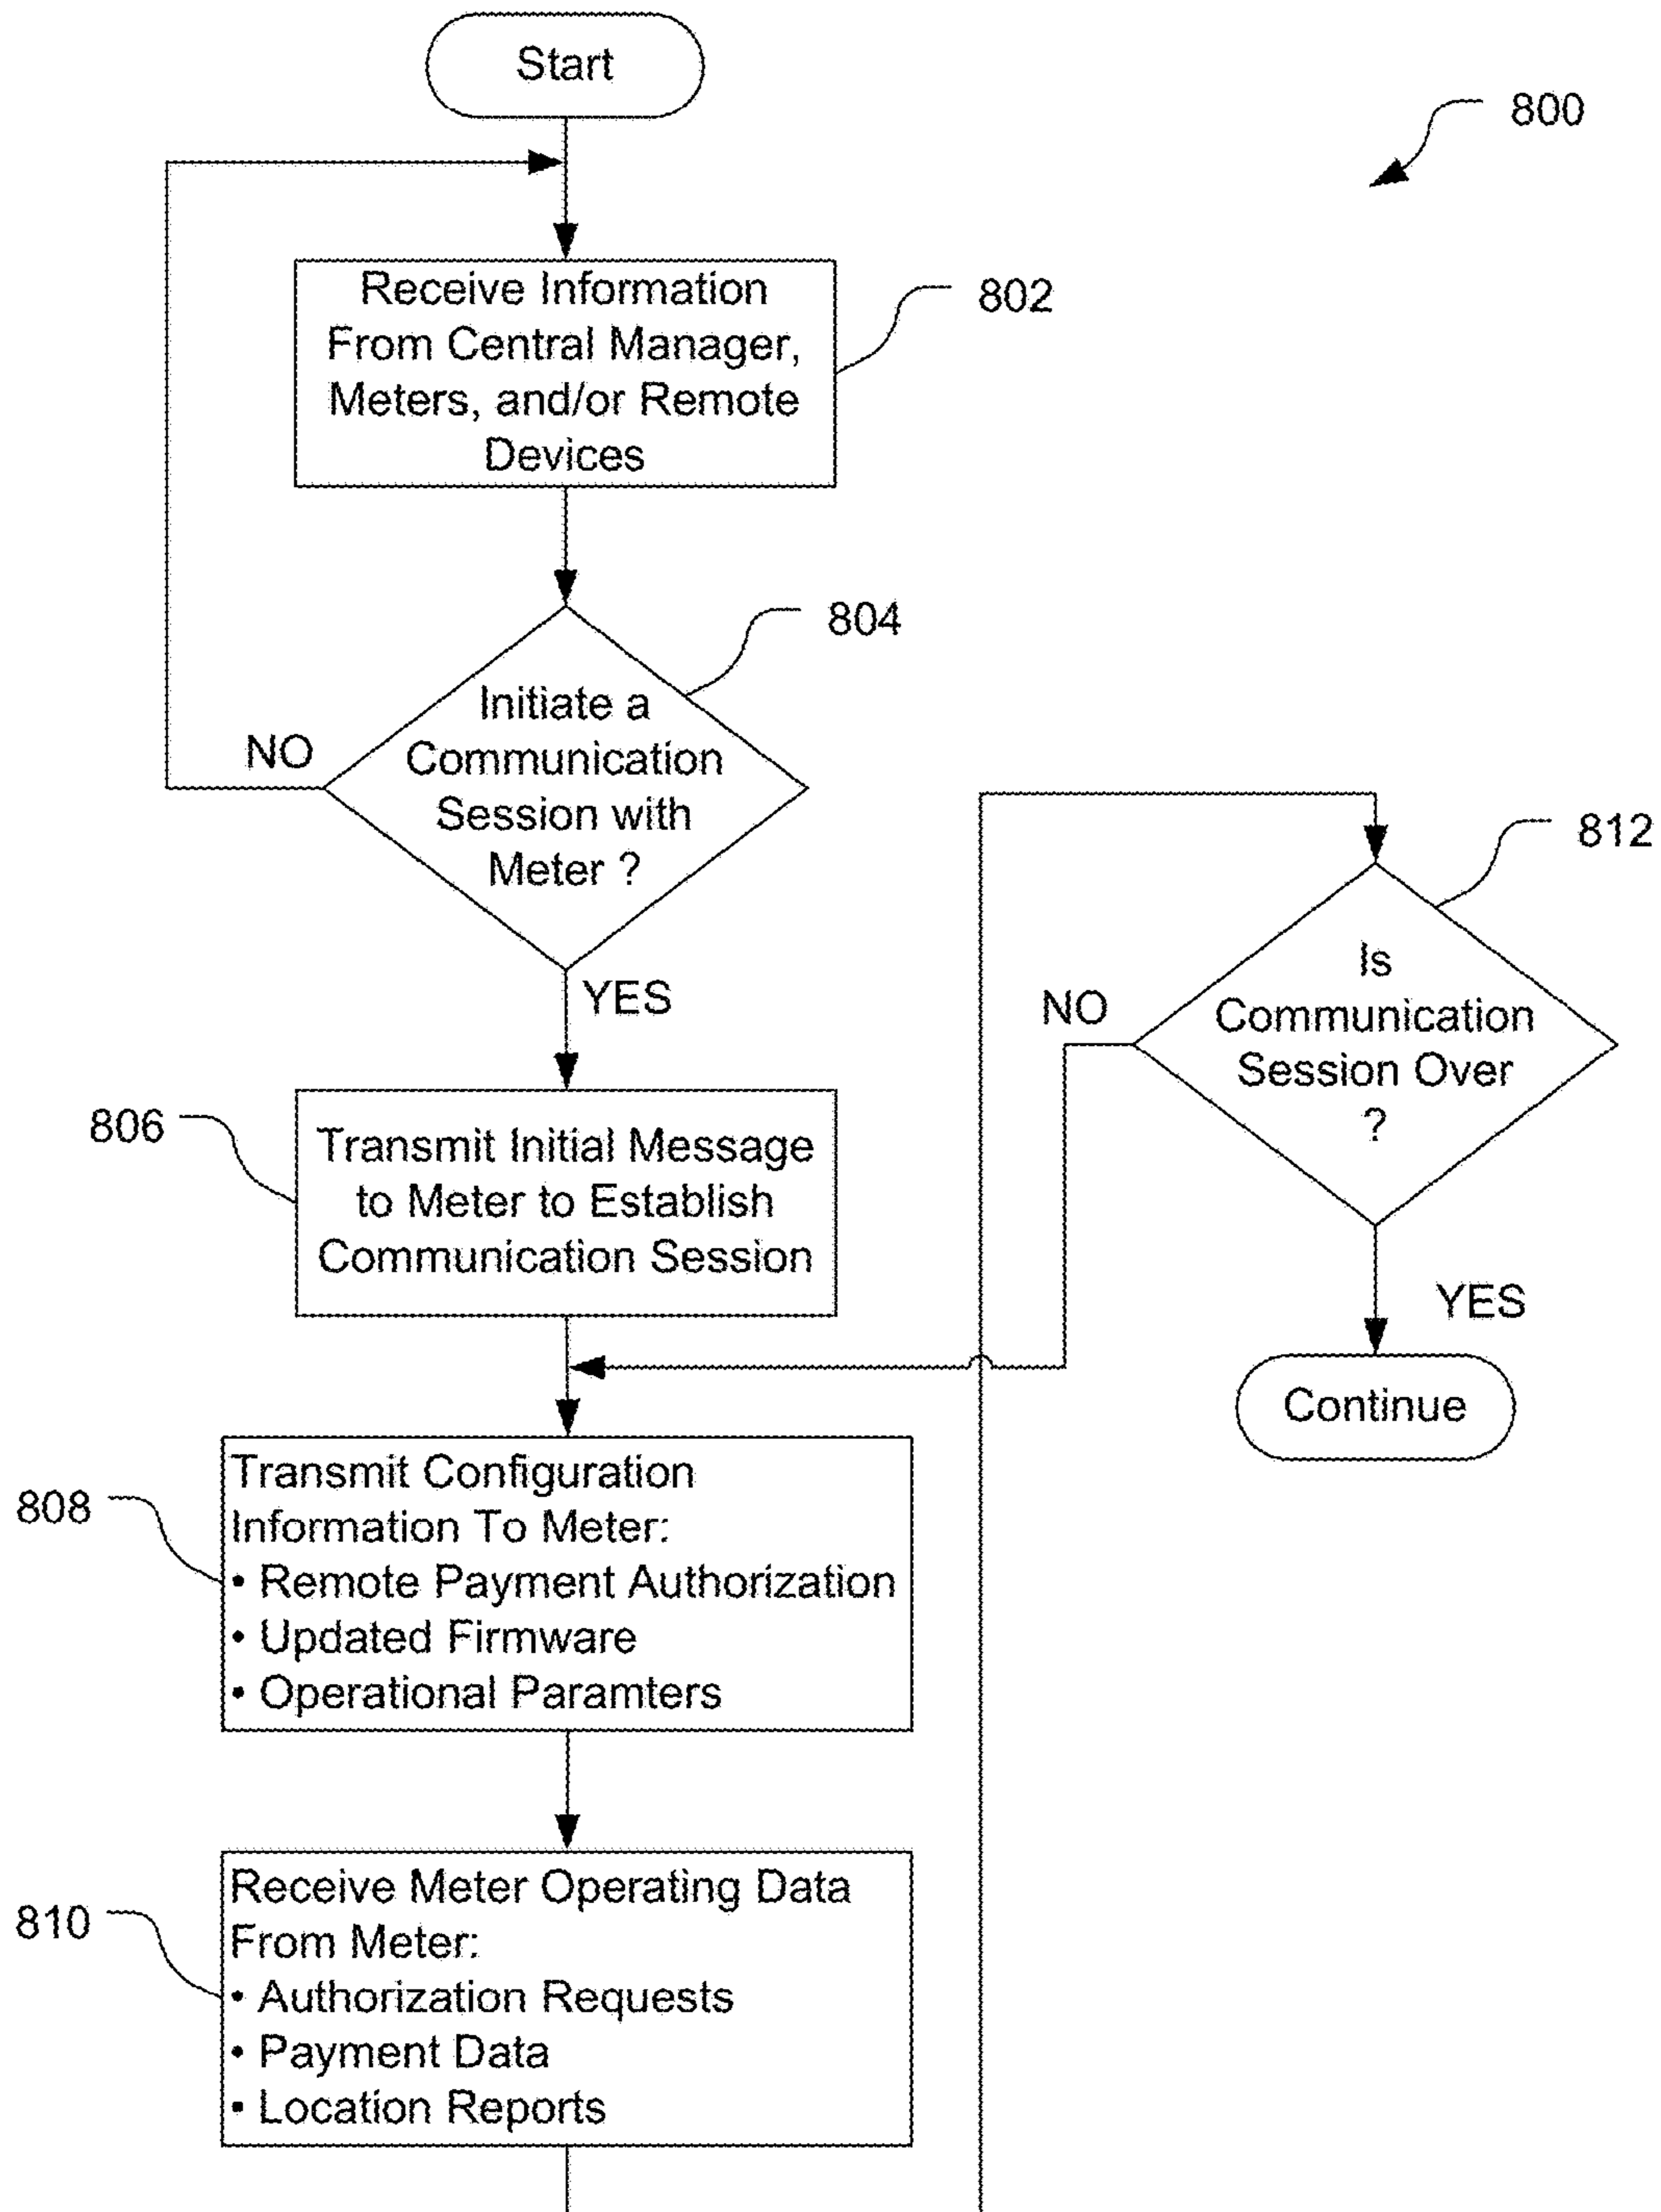 Start
800
Receive Information
From Central Manager,
Meters, and/or Remote
Devices
802
804
Initiate a
Communication
Session with
Meter ?
NO
YES
806
Transmit Initial Message
to Meter to Establish
Communication Session
808
Transmit Configuration
Information To Meter:
• Remote Payment Authorization
• Updated Firmware
• Operational Paramters
810
Receive Meter Operating Data
From Meter:
• Authorization Requests
• Payment Data
• Location Reports
812
Is
Communication
Session Over
?
NO
YES
Continue